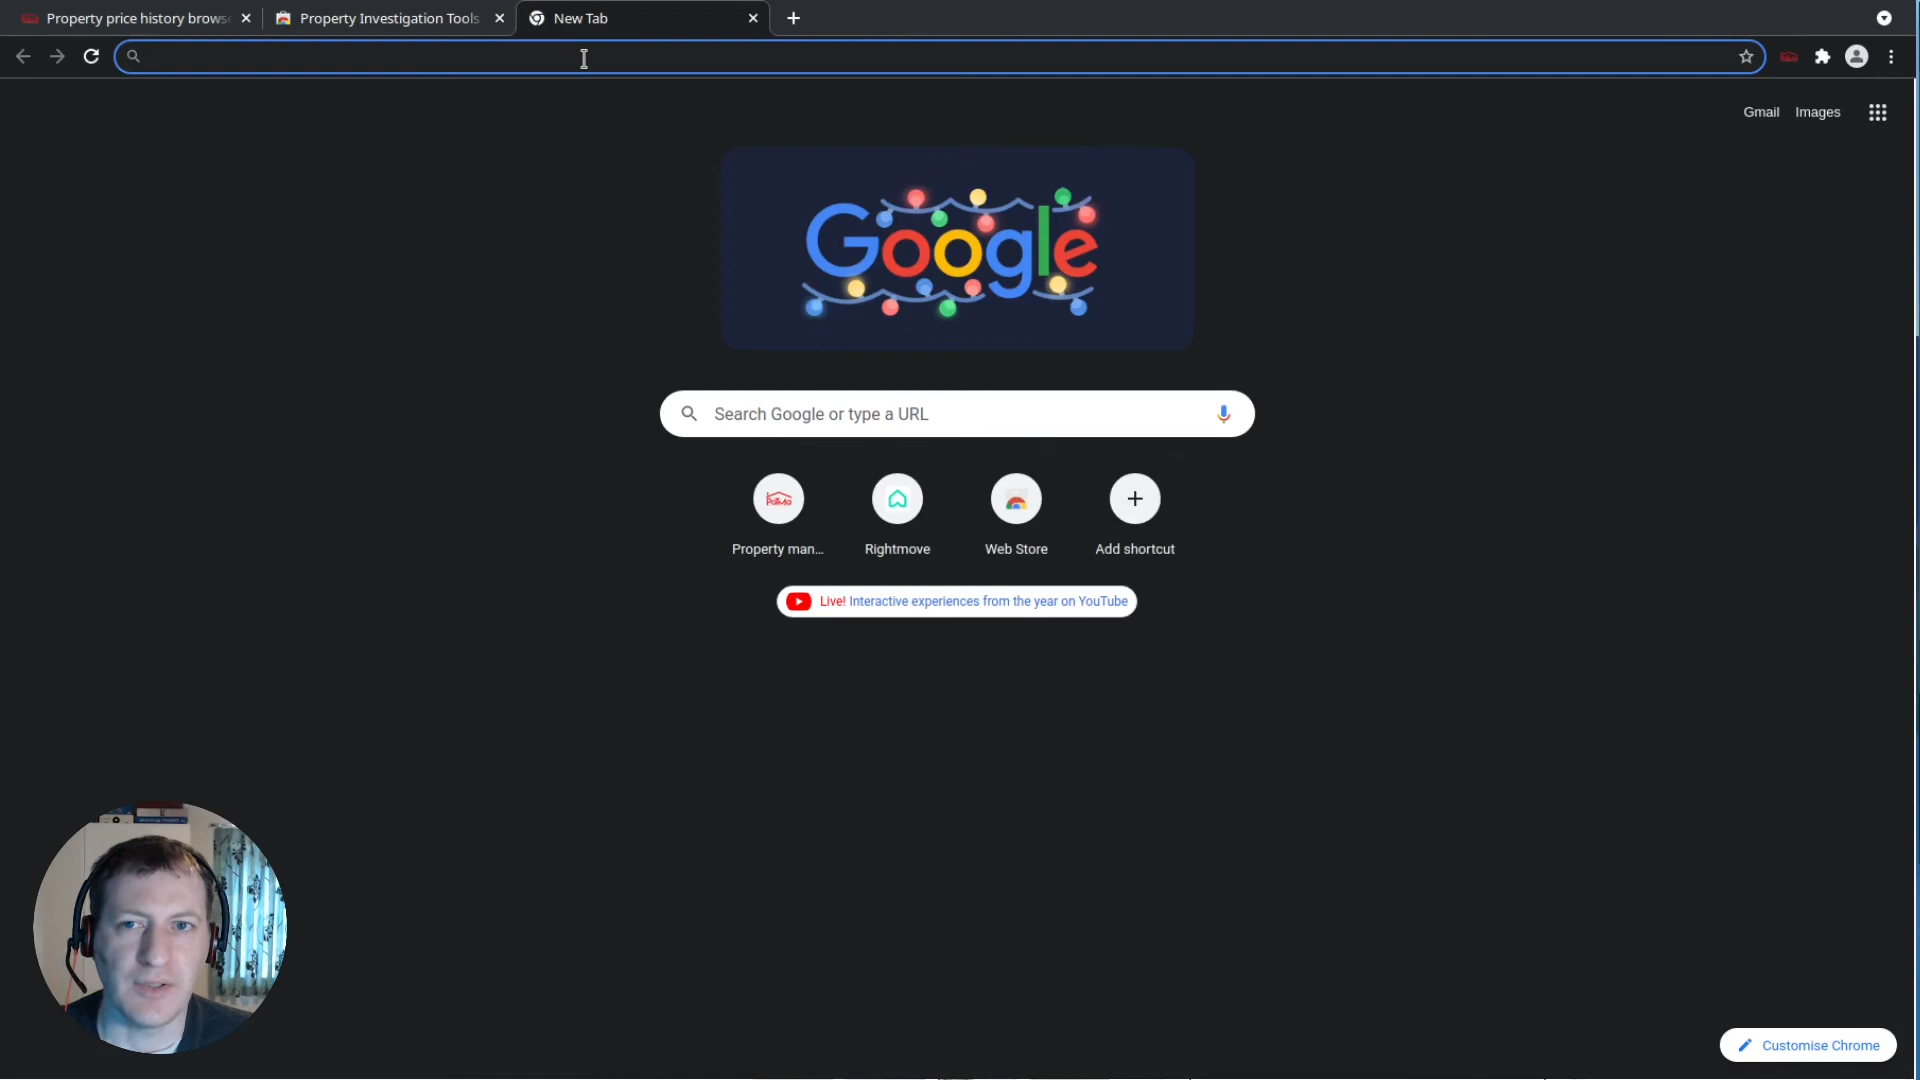 Property price history brows
Property Investigation Tools
New Tab
Gmail
Images
Google
Search Google or type a URL
PaTMa
Property man...
Rightmove
Web Store
Add shortcut
Live! Interactive experiences from the year on YouTube
Customise Chrome